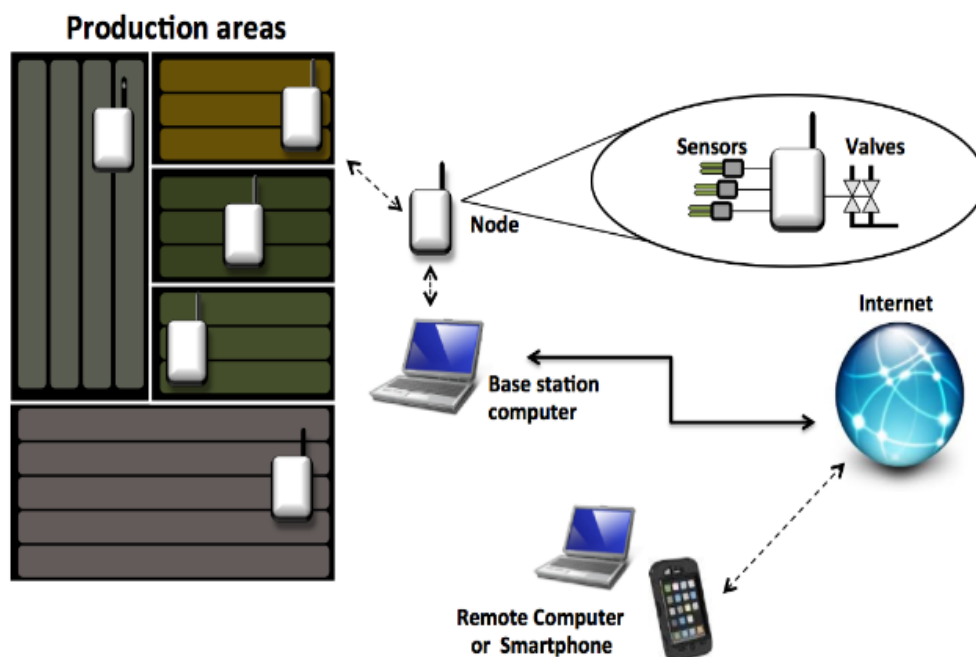 Production areas
Sensors
Valves
Node
Internet
Base station
computer
Remote Computer
or Smartphone